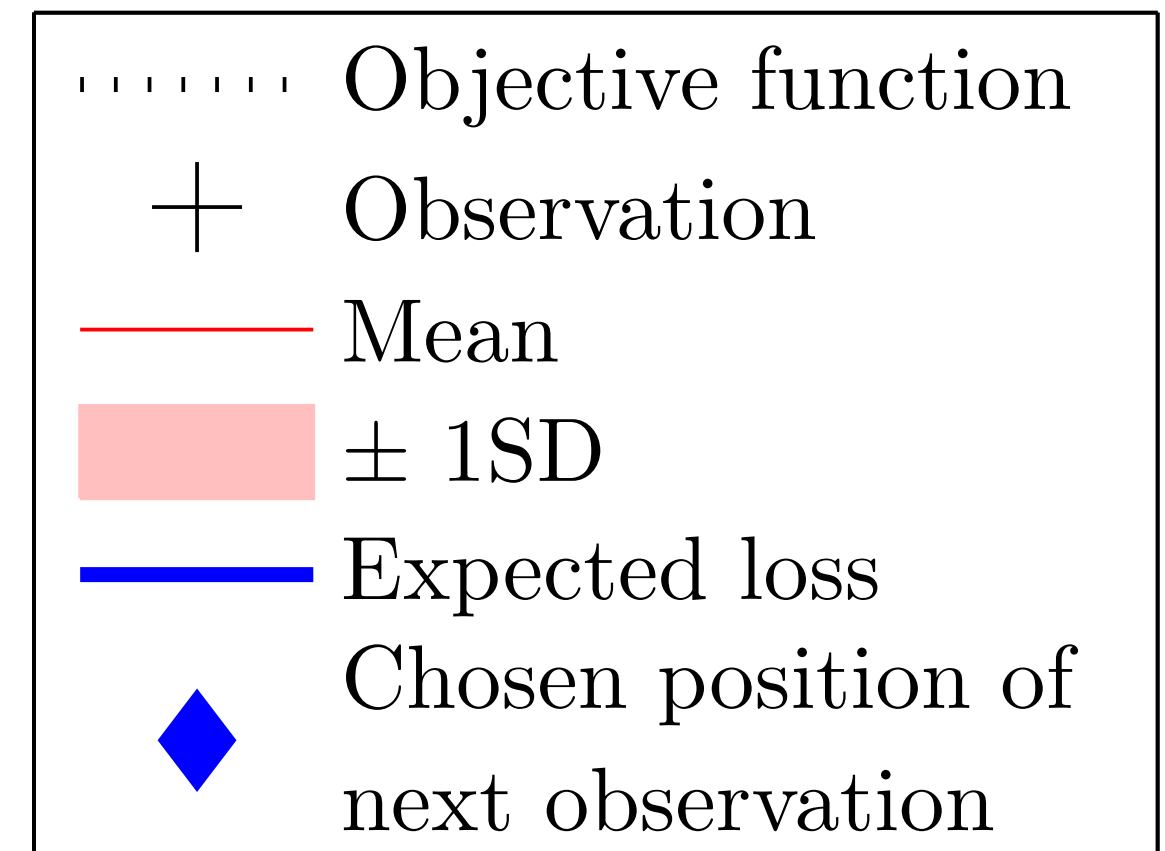 Objective function
Observation
Mean
± 1SD
Expected loss
Chosen position of
next observation